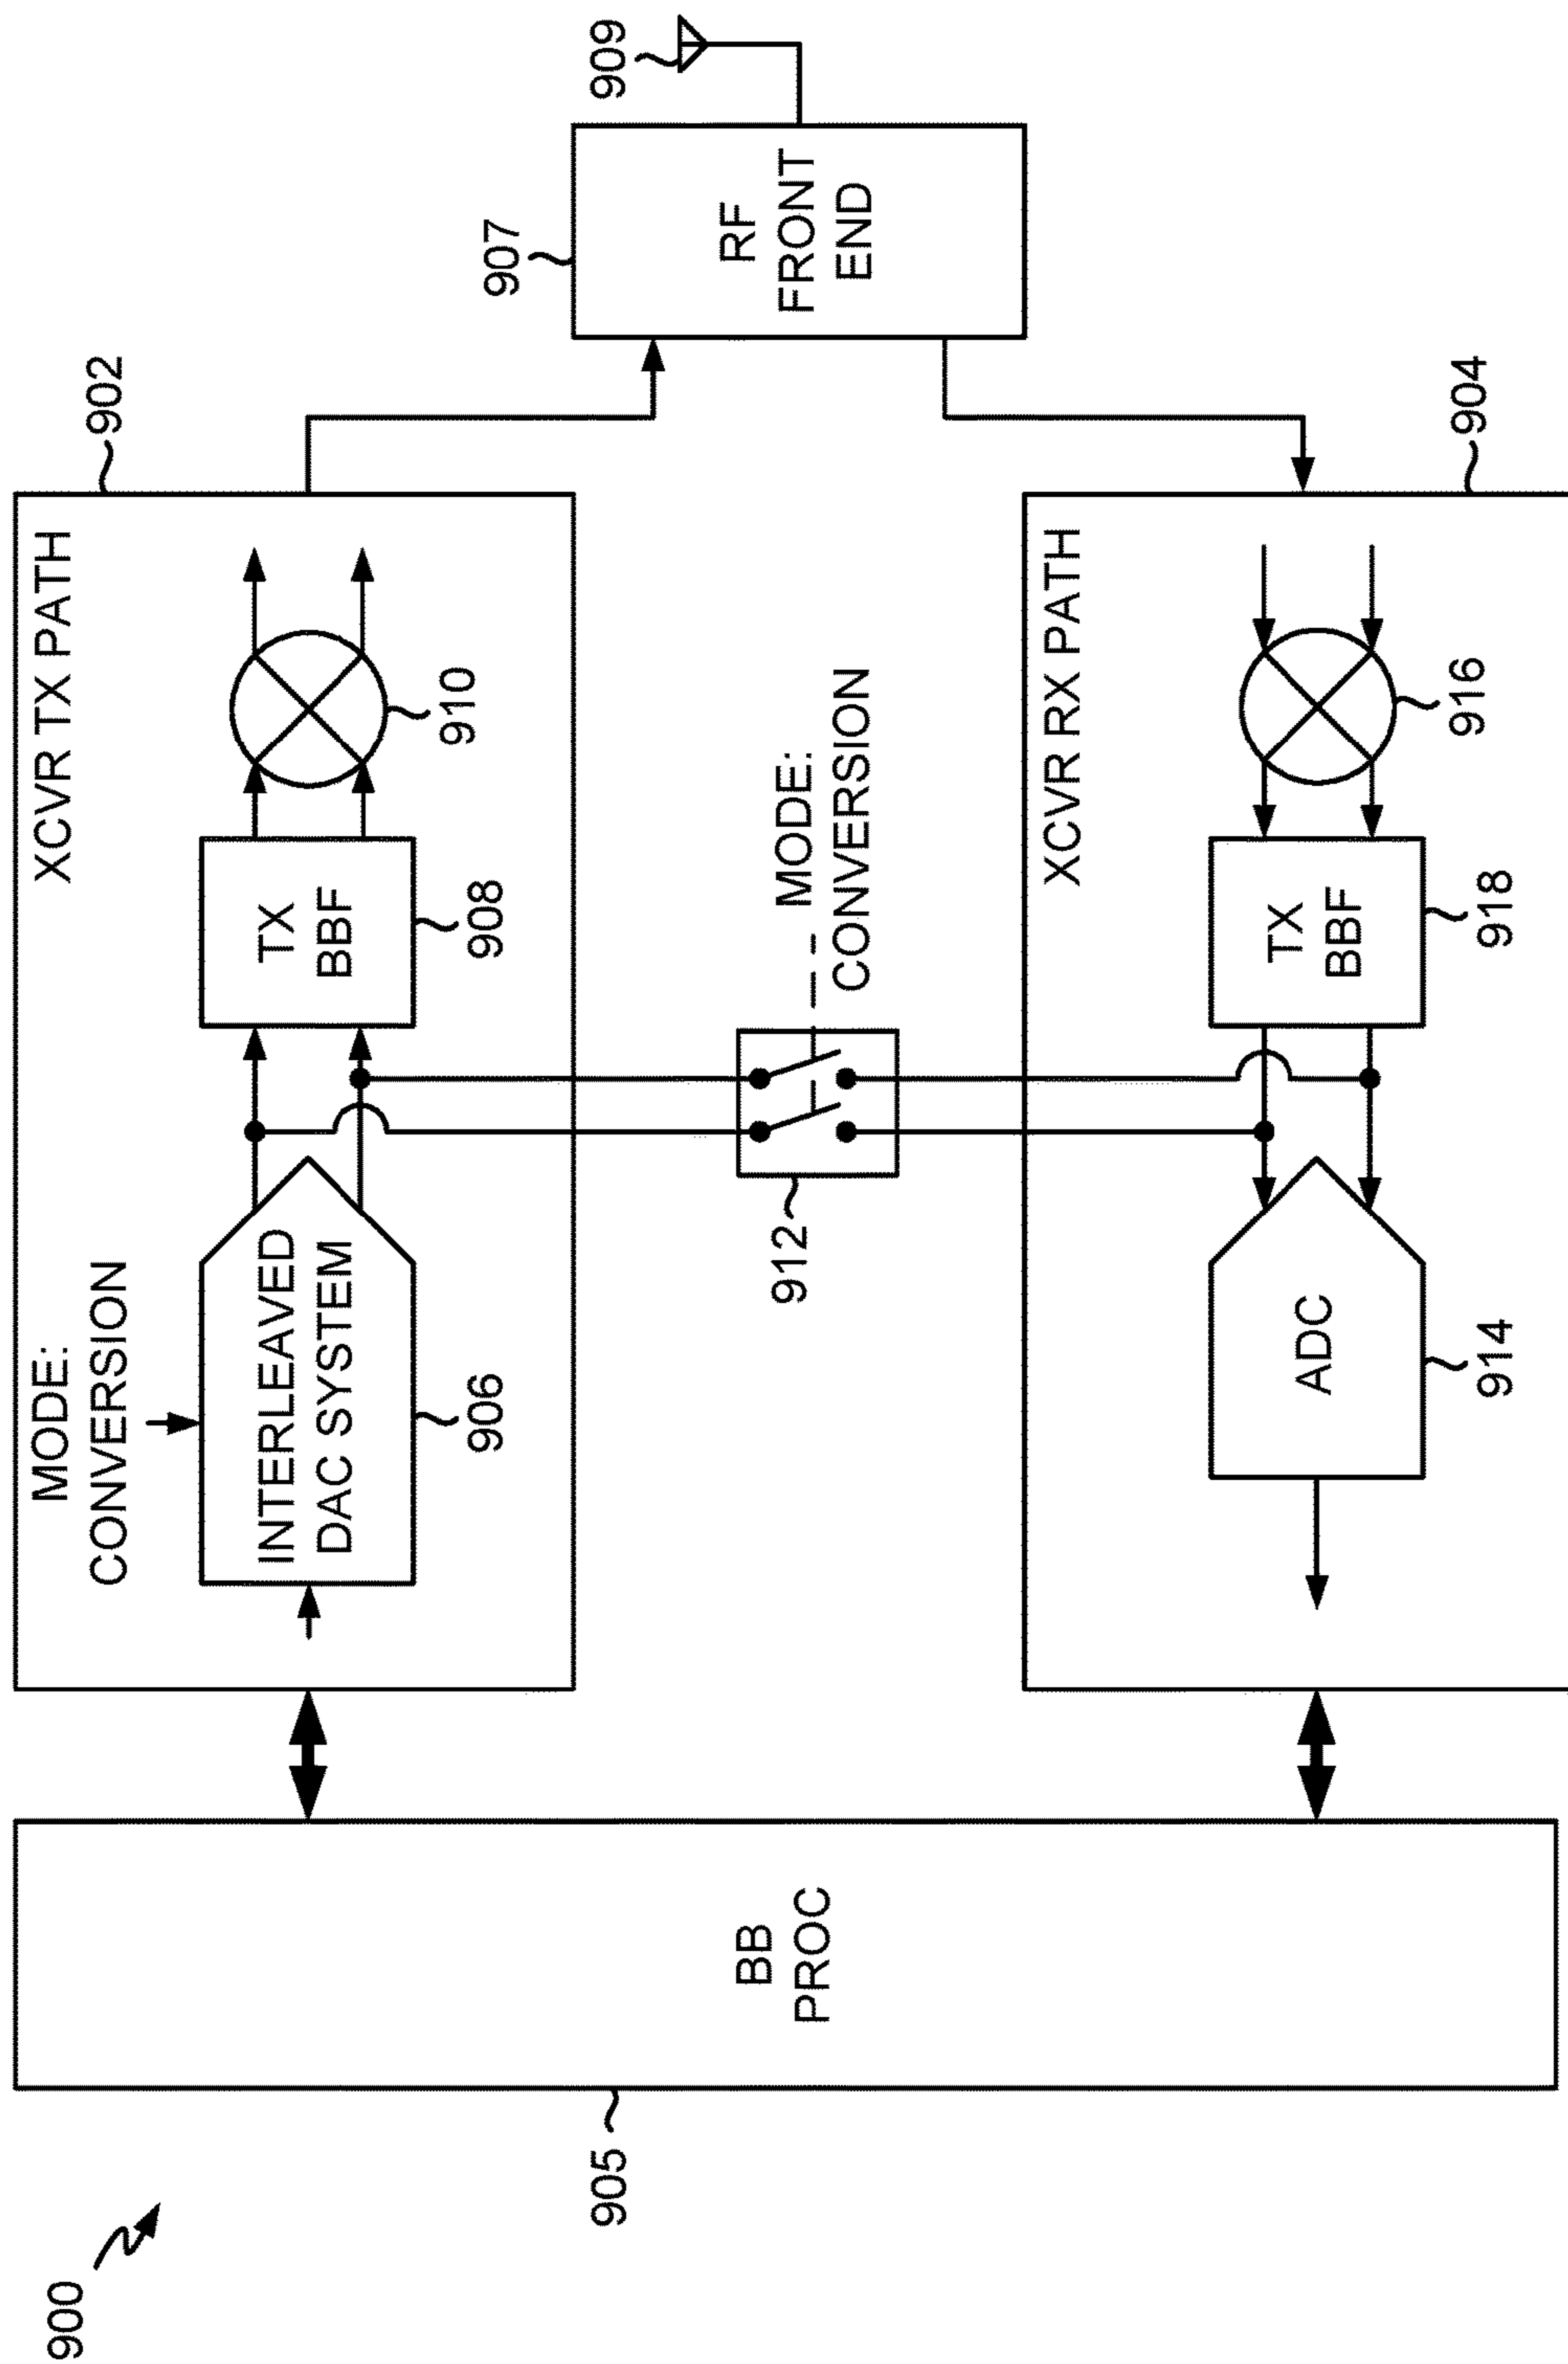 900
905
BB
PROC
902
XCVR TX PATH
MODE:
CONVERSION
INTERLEAVED
DAC SYSTEM
906
TX
BBF
908
910
912
MODE:
CONVERSION
907
RF
FRONT
END
909
904
XCVR RX PATH
ADC
914
TX
BBF
918
916